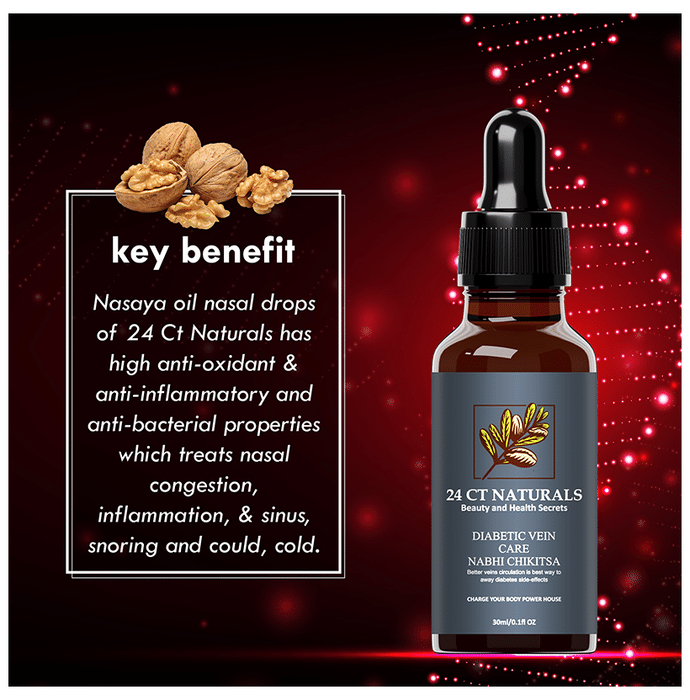 key benefit
Nasaya oil nasal drops
of 24 Ct Naturals has
high anti-oxidant &
anti-inflammatory and
anti-bacterial properties
which treats nasal
congestion,
inflammation, & sinus,
snoring and could, cold.
24 CT NATURALS
Beauty and Health Secrets
DIABETIC VEIN
CARE
NABHI CHIKITSA
Better veins circulation is best way to
away diabetes side-effects
CHARGE YOUR BODY POWER HOUSE
30ml/0.1fl OZ